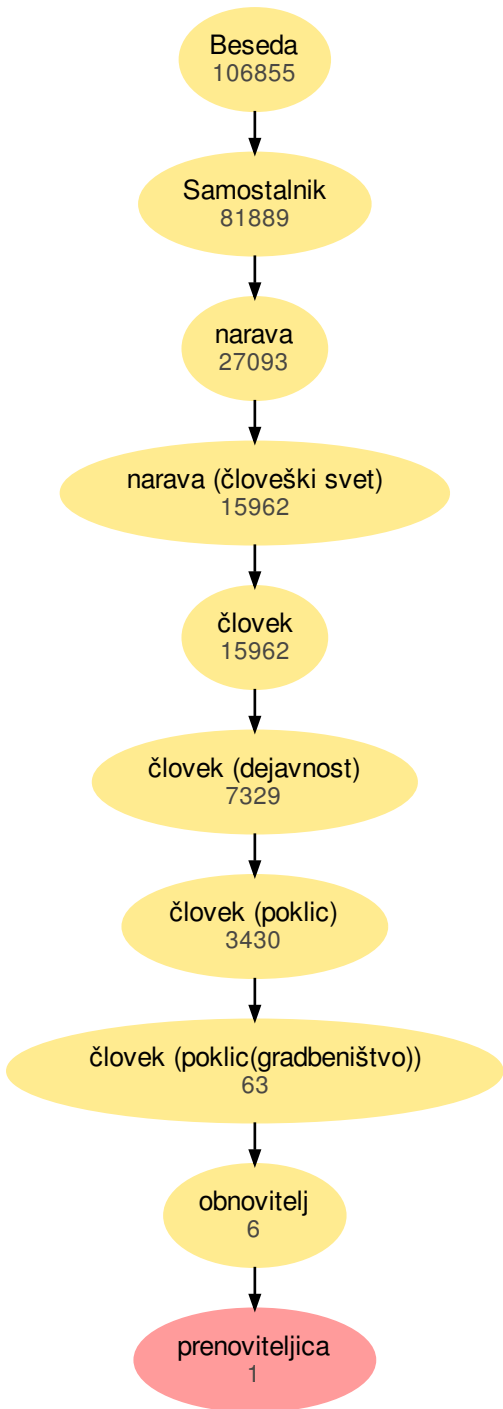 Beseda
106855
Samostalnik
81889
narava
27093
narava (človeški svet)
15962
človek
15962
človek (dejavnost)
7329
človek (poklic)
3430
človek (poklic(gradbeništvo))
63
obnovitelj
6
prenoviteljica
1